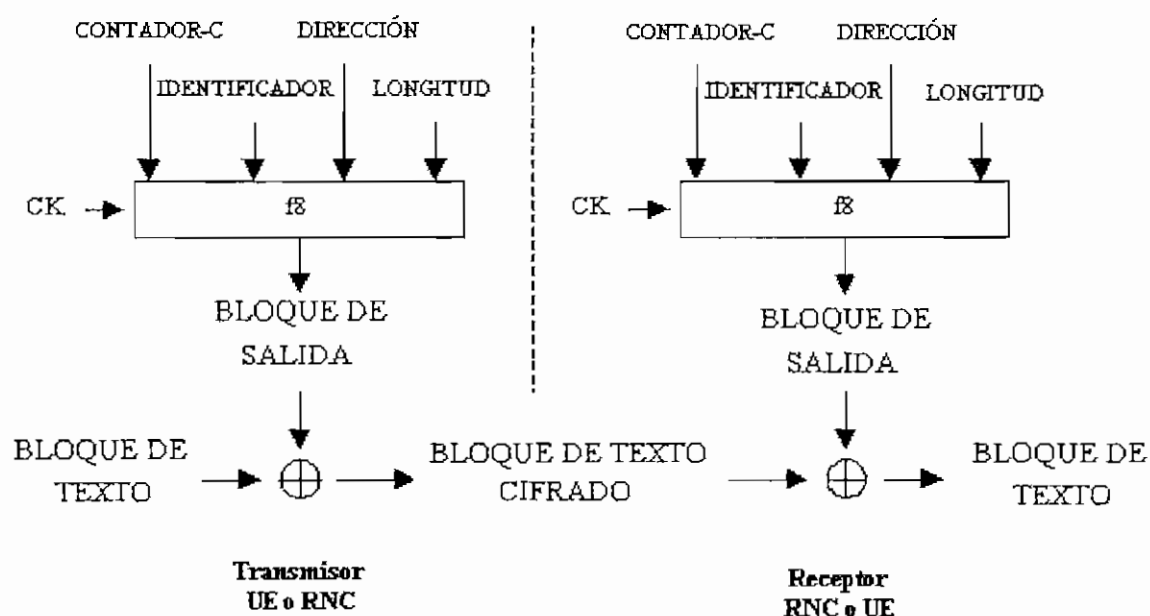 CONTADOR-C DIRECCIÓN
IDENTIFICADOR LONGITUD
CK
f8
BLOQUE DE
SALIDA
BLOQUE DE
TEXTO
BLOQUE DE TEXTO
CIFRADO
Transmisor
UE o RNC
CONTADOR-C DIRECCIÓN
IDENTIFICADOR LONGITUD
CK
f8
BLOQUE DE
SALIDA
BLOQUE DE
TEXTO
Receptor
RNC o UE